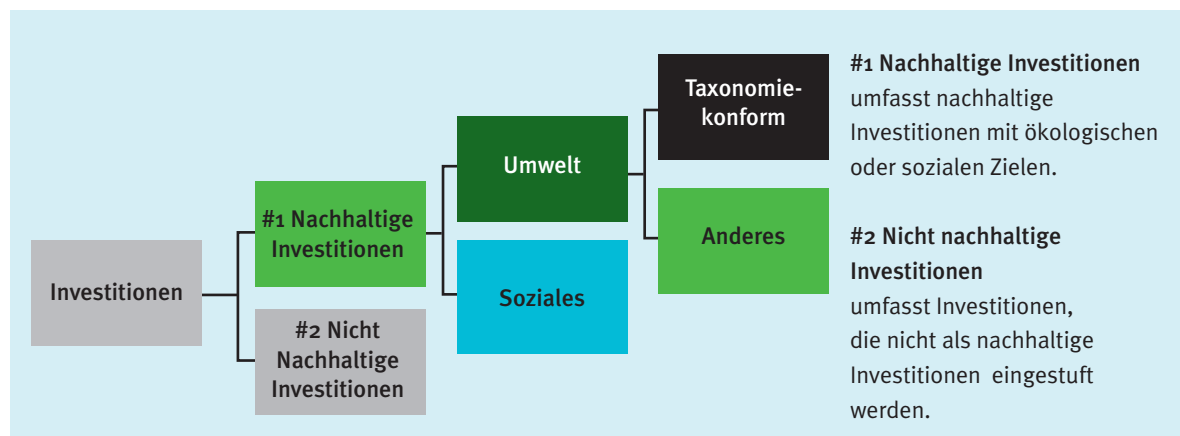 Investitionen
#1 Nachhaltige
Investitionen
#2 Nicht
Nachhaltige
Investitionen
Umwelt
Soziales
Taxonomie-
konform
Anderes
#1 Nachhaltige Investitionen
umfasst nachhaltige
Investitionen mit ökologischen
oder sozialen Zielen.
#2 Nicht nachhaltige
Investitionen
umfasst Investitionen,
die nicht als nachhaltige
Investitionen eingestuft
werden.